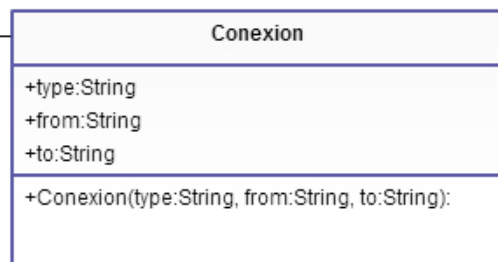 Conexion
+type:String
+from:String
+to:String
+Conexion(type:String, from:String, to:String):